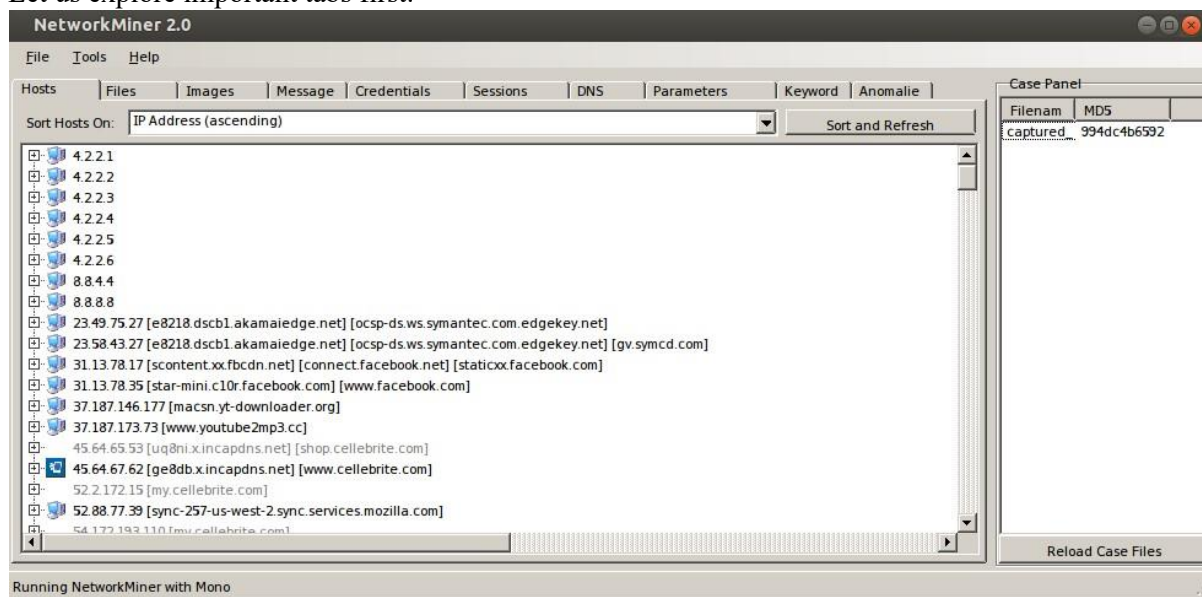 Let us explore important tabs first:
NetworkMiner 2.0
File Tools Help
Hosts Files Images Message Credentials Sessions DNS Parameters Keyword Anomalie
Case Panel
Sort Hosts On: IP Address (ascending) Sort and Refresh
Filenam MD5
captured_ 994dc4b6592
4.2.2.1
4.2.2.2
4.2.2.3
4.2.2.4
4.2.2.5
4.2.2.6
8.8.4.4
8.8.8.8
23.49.75.27 [e8218.dscb1.akamaiedge.net] [ocsp-ds.ws.symantec.com.edgekey.net]
23.58.43.27 [e8218.dscb1.akamaiedge.net] [ocsp-ds.ws.symantec.com.edgekey.net] [gv.symcd.com]
31.13.78.17 [scontent.xx.fbcdn.net] [connect.facebook.net] [staticxx.facebook.com]
31.13.78.35 [star-mini.c10r.facebook.com] [www.facebook.com]
37.187.146.177 [macsn.yt-downloader.org]
37.187.173.73 [www.youtube2mp3.cc]
45.64.65.53 [uq8ni.x.incapdns.net] [shop.cellebrite.com]
45.64.67.62 [ge8db.x.incapdns.net] [www.cellebrite.com]
52.2.172.15 [my.cellebrite.com]
52.88.77.39 [sync-257-us-west-2.sync.services.mozilla.com]
54.172.193.110 [my.cellebrite.com]
Reload Case Files
Running NetworkMiner with Mono